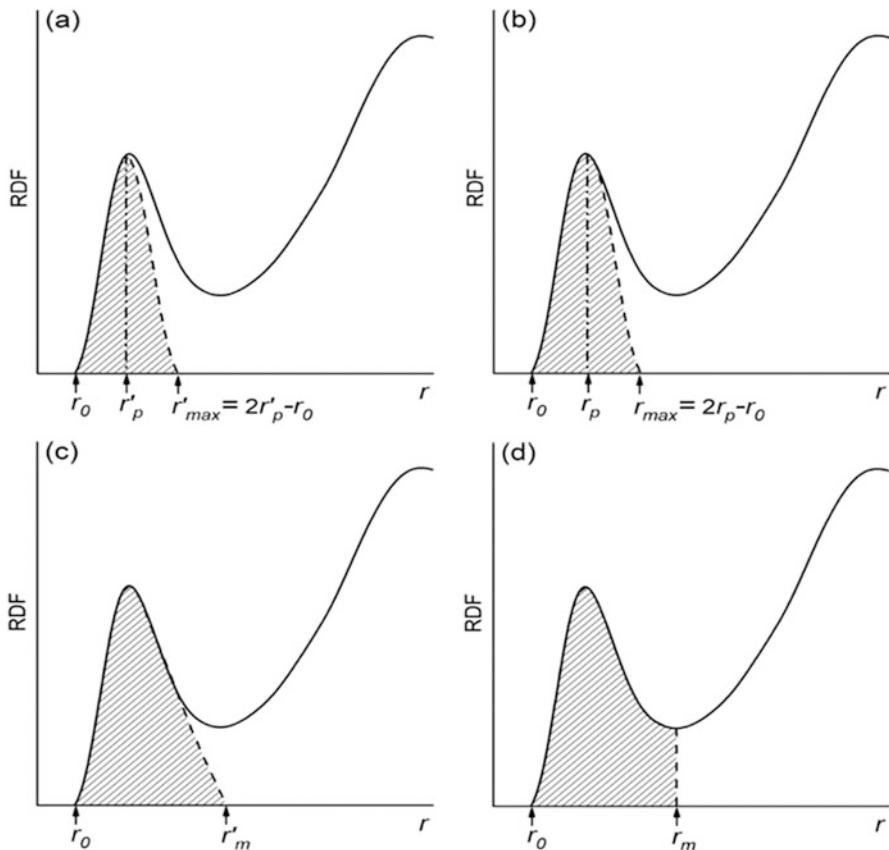 (a)
RDF
r₀
r'ₚ
r'ₘₐₓ= 2r'ₚ-r₀
r
(b)
RDF
r₀
rₚ
rₘₐₓ= 2rₚ-r₀
r
(c)
RDF
r₀
r'ₘ
r
(d)
RDF
r₀
rₘ
r